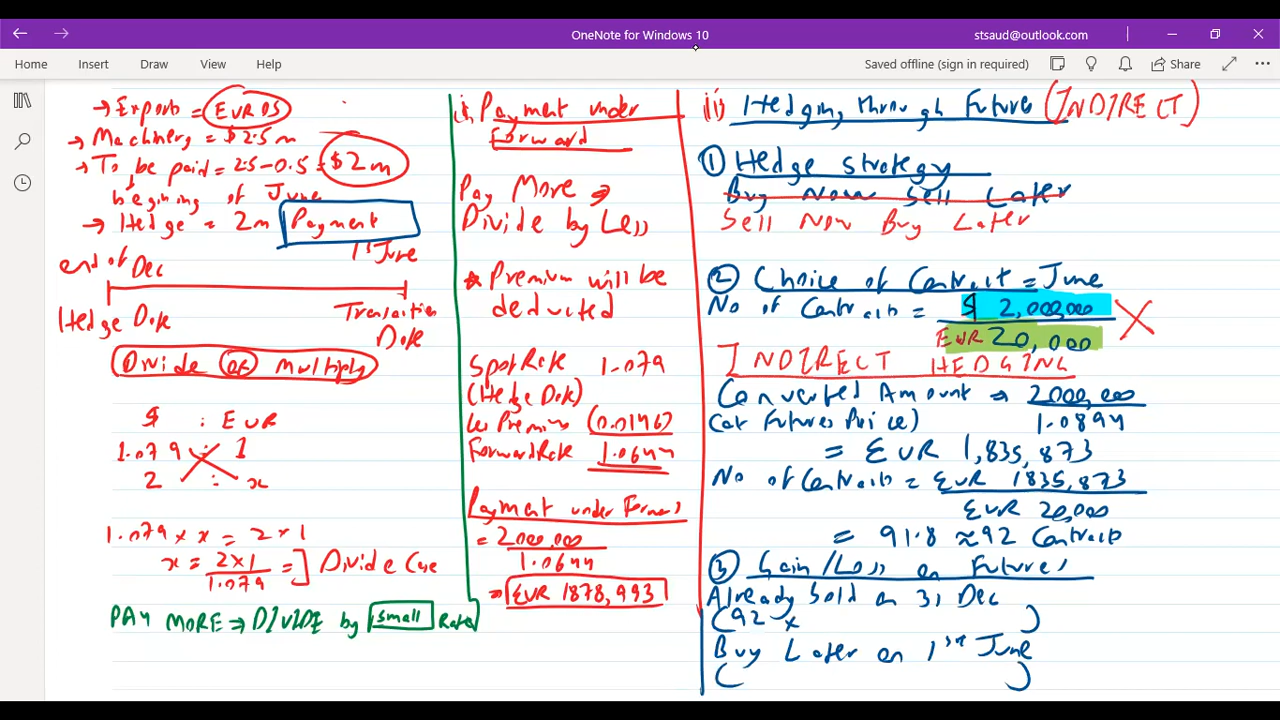 OneNote for Windows 10
stsaud@outlook.com
Home Insert Draw View Help
Saved offline (sign in required)
Share
→ Exports = EUR DS
→ Machinery = $2.5m
→ To be paid = 2.5-0.5 = $2m
begining of June
→ Hedge = 2m Payment
1st June
end of Dec
Hedge Date
Transaction Date
Divide or Multiply
$ : EUR
1.079 : 1
2 : x
1.079 x x = 2x1
x = 2x1 = ] Divide Case
1.079
PAY MORE ⇒ DIVIDE by small Rates
ii, Payment under
Forward
Pay More →
Divide by Less
* Premium will be
deducted
Spot Rate 1.079
(Hedge Date)
Less Premium (0.0146)
Forward Rate 1.0644
Payment under Forward
= 2000,000
1.0644
= EUR 1878,993
iii) Hedging through Future (INDIRECT)
① Hedge strategy
Buy Now Sell Later
Sell Now Buy Later
② Choice of Contract = June
No of Contracts = $ 2,000,000
EUR 20,000
INDIRECT HEDGING
Converted Amount → 2000,000
(at Futures Price) 1.0894
= EUR 1,835,873
No of Contracts = EUR 1835,873
EUR 20,000
= 91.8 ≈ 92 Contracts
③ Gain/Loss on Futures
Already Sold on 31 Dec
(92 x )
Buy Later on 1st June
( )